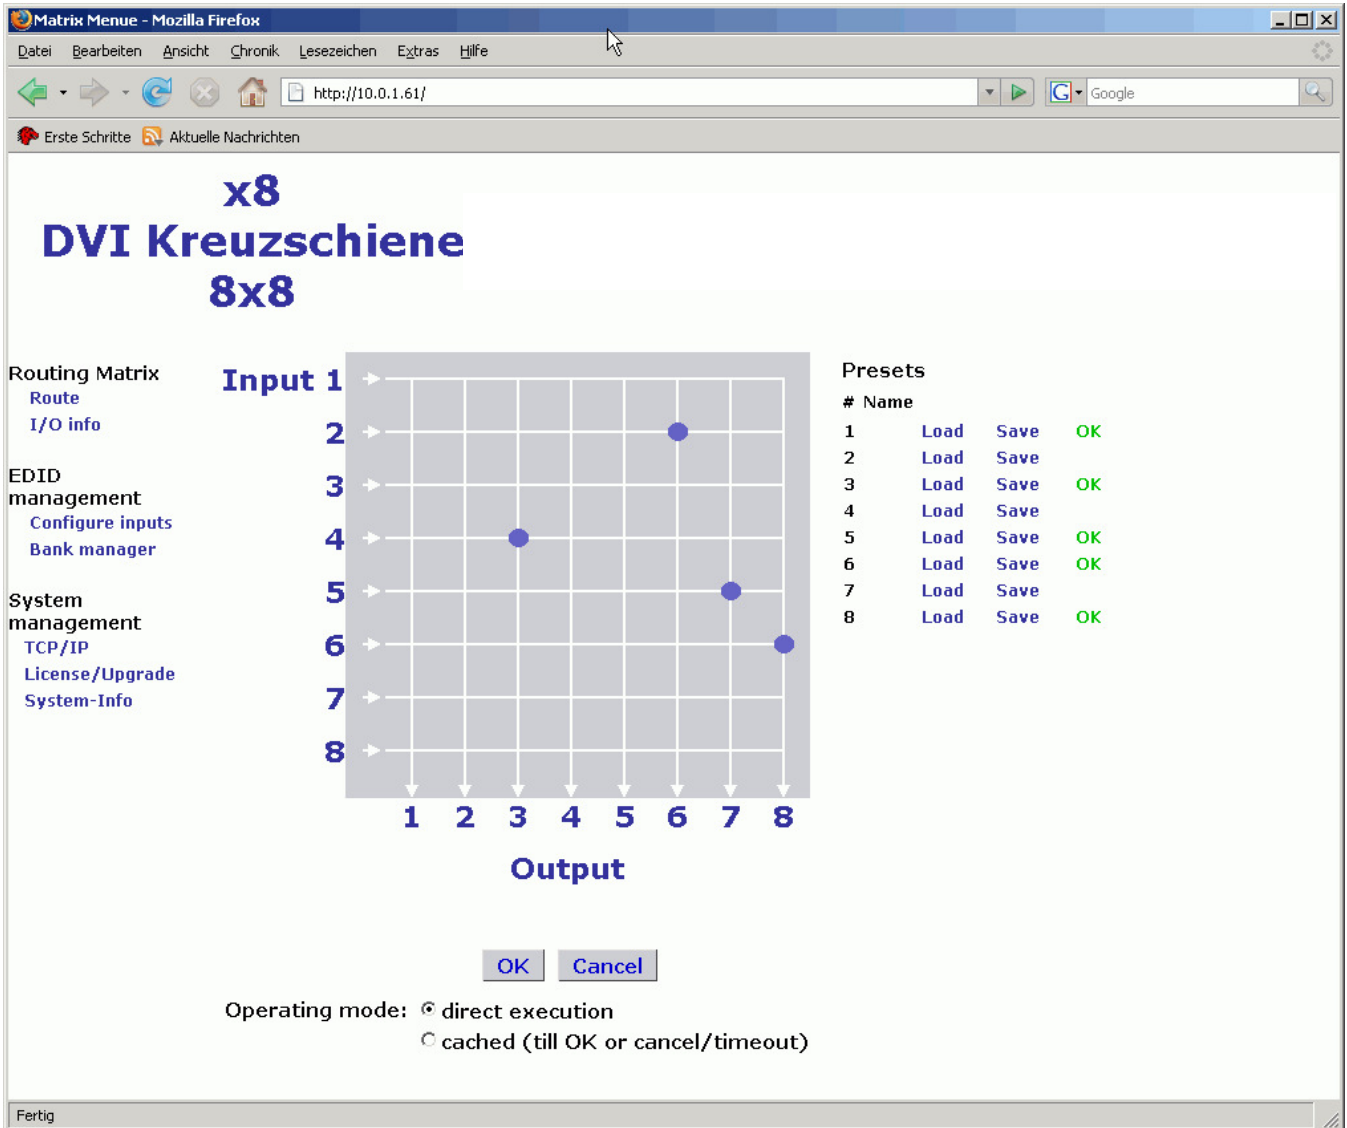 Matrix Menue - Mozilla Firefox
Datei Bearbeiten Ansicht Chronik Lesezeichen Extras Hilfe
http://10.0.1.61/
G Google
Erste Schritte Aktuelle Nachrichten
x8
DVI Kreuzschiene
8x8
Routing Matrix
Route
I/O info
EDID
management
Configure inputs
Bank manager
System
management
TCP/IP
License/Upgrade
System-Info
Input 1
2
3
4
5
6
7
8
1 2 3 4 5 6 7 8
Output
Presets
# Name
1 Load Save OK
2 Load Save
3 Load Save OK
4 Load Save
5 Load Save OK
6 Load Save OK
7 Load Save
8 Load Save OK
OK Cancel
Operating mode: direct execution
cached (till OK or cancel/timeout)
Fertig